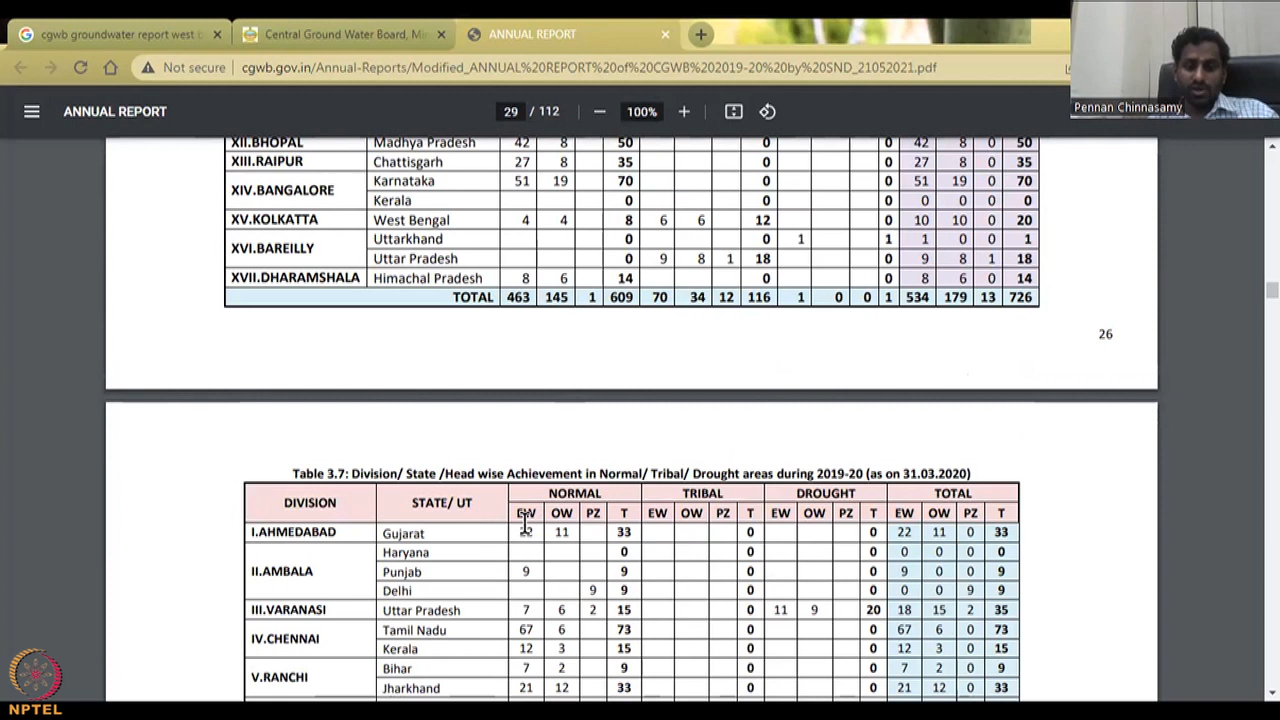 cgwb groundwater report west b
Central Ground Water Board, Mi
ANNUAL REPORT
Not secure
cgwb.gov.in/Annual-Reports/Modified_ANNUAL%20REPORT%20of%20CGWB%202019-20%20by%20SND_21052021.pdf
Pennan Chinnasamy
ANNUAL REPORT
29 / 112
100%
XII.BHOPAL Madhya Pradesh 42 8 50 0 0 42 8 0 50
XIII.RAIPUR Chattisgarh 27 8 35 0 0 27 8 0 35
XIV.BANGALORE Karnataka 51 19 70 0 0 51 19 0 70
Kerala 0 0 0 0 0 0 0
XV.KOLKATTA West Bengal 4 4 8 6 6 12 0 10 10 0 20
XVI.BAREILLY Uttarkhand 0 0 1 1 1 0 0 1
Uttar Pradesh 0 9 8 1 18 0 9 8 1 18
XVII.DHARAMSHALA Himachal Pradesh 8 6 14 0 0 8 6 0 14
TOTAL 463 145 1 609 70 34 12 116 1 0 0 1 534 179 13 726
26
Table 3.7: Division/ State /Head wise Achievement in Normal/ Tribal/ Drought areas during 2019-20 (as on 31.03.2020)
DIVISION STATE/ UT NORMAL TRIBAL DROUGHT TOTAL
EW OW PZ T EW OW PZ T EW OW PZ T EW OW PZ T
I.AHMEDABAD Gujarat 22 11 33 0 0 22 11 0 33
II.AMBALA Haryana 0 0 0 0 0 0 0
Punjab 9 9 0 0 9 0 0 9
Delhi 9 9 0 0 0 0 9 9
III.VARANASI Uttar Pradesh 7 6 2 15 0 11 9 20 18 15 2 35
IV.CHENNAI Tamil Nadu 67 6 73 0 0 67 6 0 73
Kerala 12 3 15 0 0 12 3 0 15
V.RANCHI Bihar 7 2 9 0 0 7 2 0 9
Jharkhand 21 12 33 0 0 21 12 0 33
NPTEL